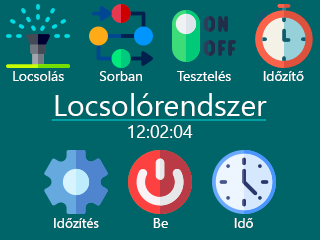 ON
OFF
Locsolás Sorban Tesztelés Időzítő
Locsolórendszer
12:02:04
Időzítés Be Idő